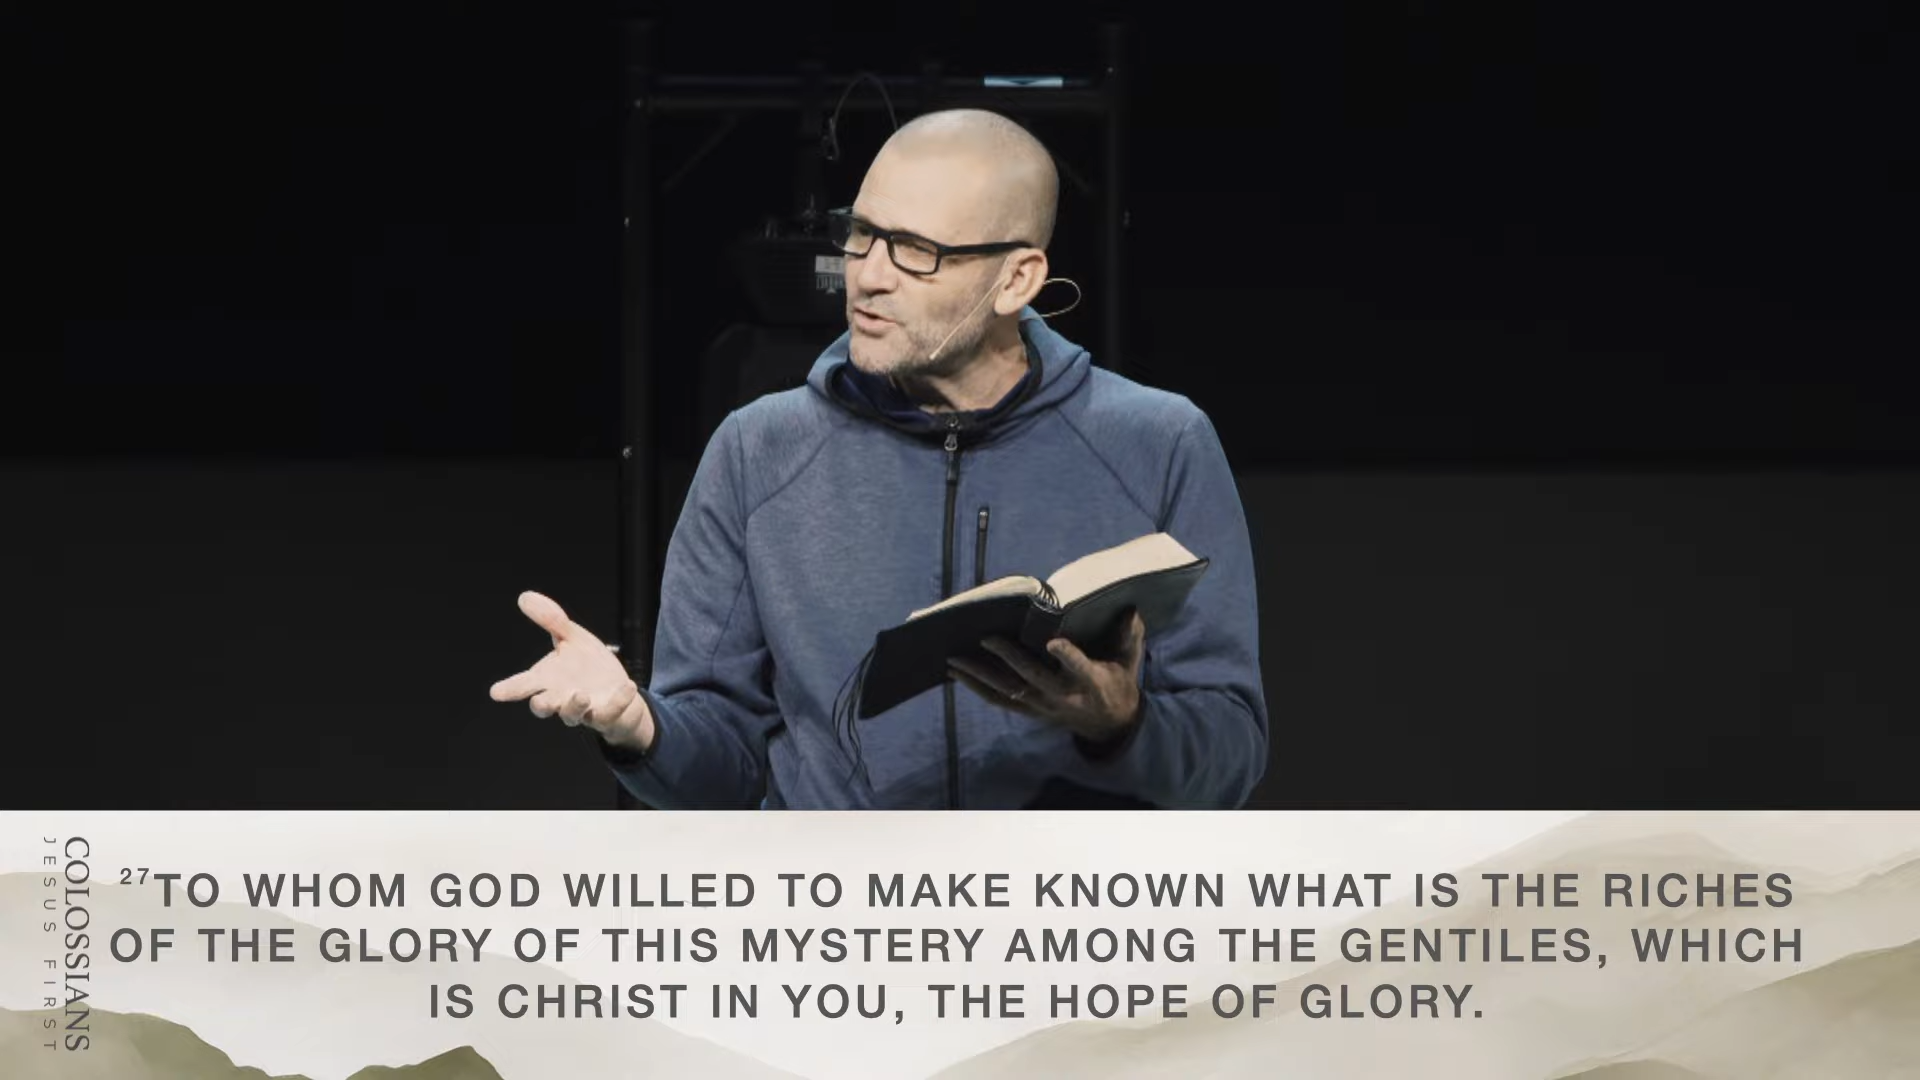 COLOSSIANS
JESUS FIRST
²⁷TO WHOM GOD WILLED TO MAKE KNOWN WHAT IS THE RICHES
OF THE GLORY OF THIS MYSTERY AMONG THE GENTILES, WHICH
IS CHRIST IN YOU, THE HOPE OF GLORY.